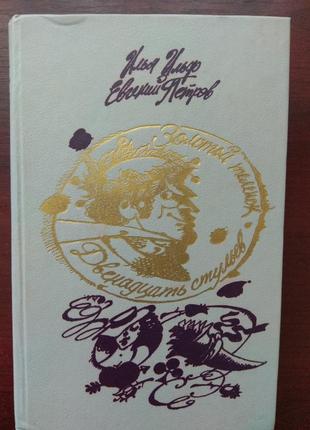 Илья Ильф
Евгений Петров
Золотой теленок
Двенадцать стульев